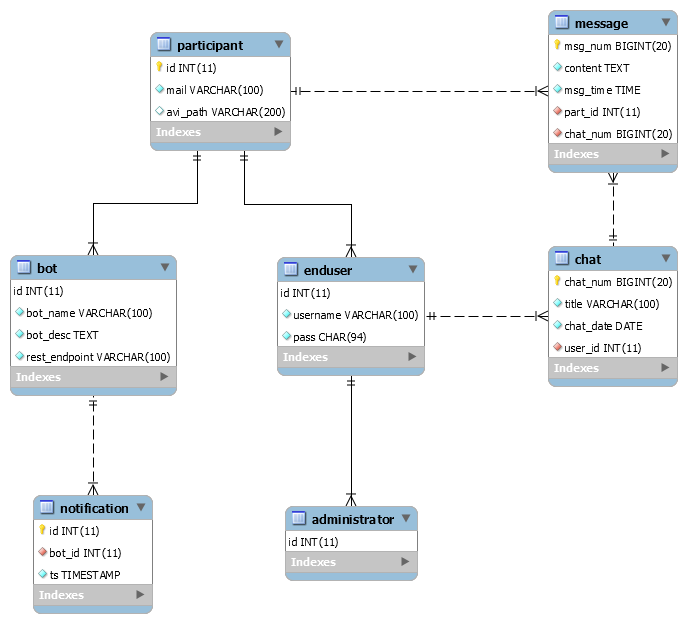 participant
id INT(11)
mail VARCHAR(100)
avi_path VARCHAR(200)
Indexes
message
msg_num BIGINT(20)
content TEXT
msg_time TIME
part_id INT(11)
chat_num BIGINT(20)
Indexes
bot
id INT(11)
bot_name VARCHAR(100)
bot_desc TEXT
rest_endpoint VARCHAR(100)
Indexes
enduser
id INT(11)
username VARCHAR(100)
pass CHAR(94)
Indexes
chat
chat_num BIGINT(20)
title VARCHAR(100)
chat_date DATE
user_id INT(11)
Indexes
notification
id INT(11)
bot_id INT(11)
ts TIMESTAMP
Indexes
administrator
id INT(11)
Indexes